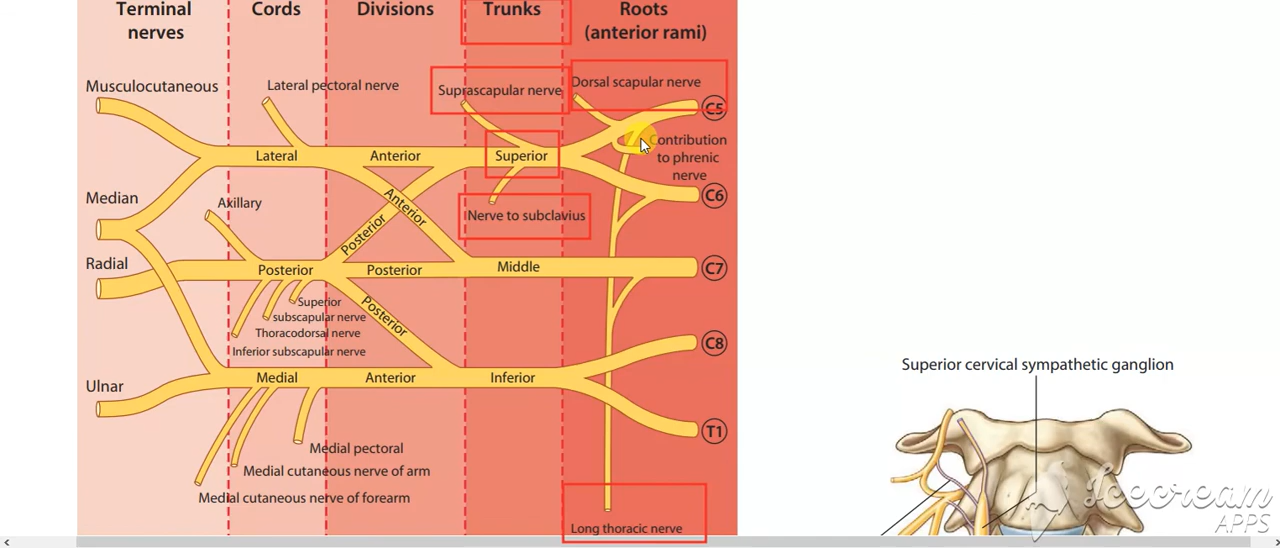 Terminal
nerves
Cords
Divisions
Trunks
Roots
(anterior rami)
Musculocutaneous
Lateral pectoral nerve
Suprascapular nerve
Dorsal scapular nerve
C5
Contribution
to phrenic
nerve
Lateral
Anterior
Superior
Median
Axillary
Posterior
Anterior
Nerve to subclavius
C6
Radial
Posterior
Posterior
Middle
C7
Superior
subscapular nerve
Thoracodorsal nerve
Inferior subscapular nerve
Posterior
C8
Ulnar
Medial
Anterior
Inferior
T1
Medial pectoral
Medial cutaneous nerve of arm
Medial cutaneous nerve of forearm
Long thoracic nerve
Superior cervical sympathetic ganglion
Icecream
APPS